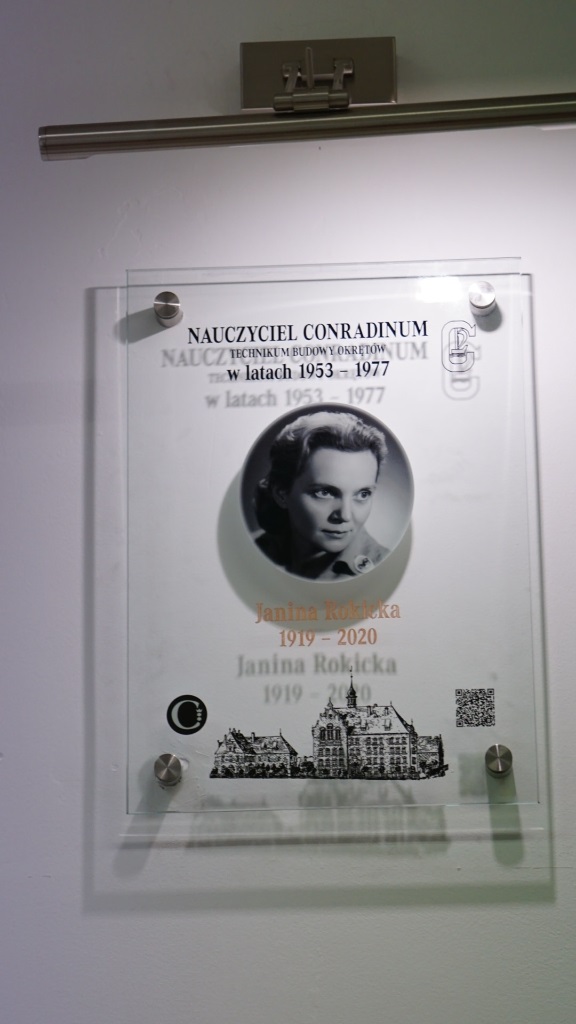 NAUCZYCIEL CONRADINUM
TECHNIKUM BUDOWY OKRĘTÓW
w latach 1953 – 1977
Janina Rokicka
1919 – 2020